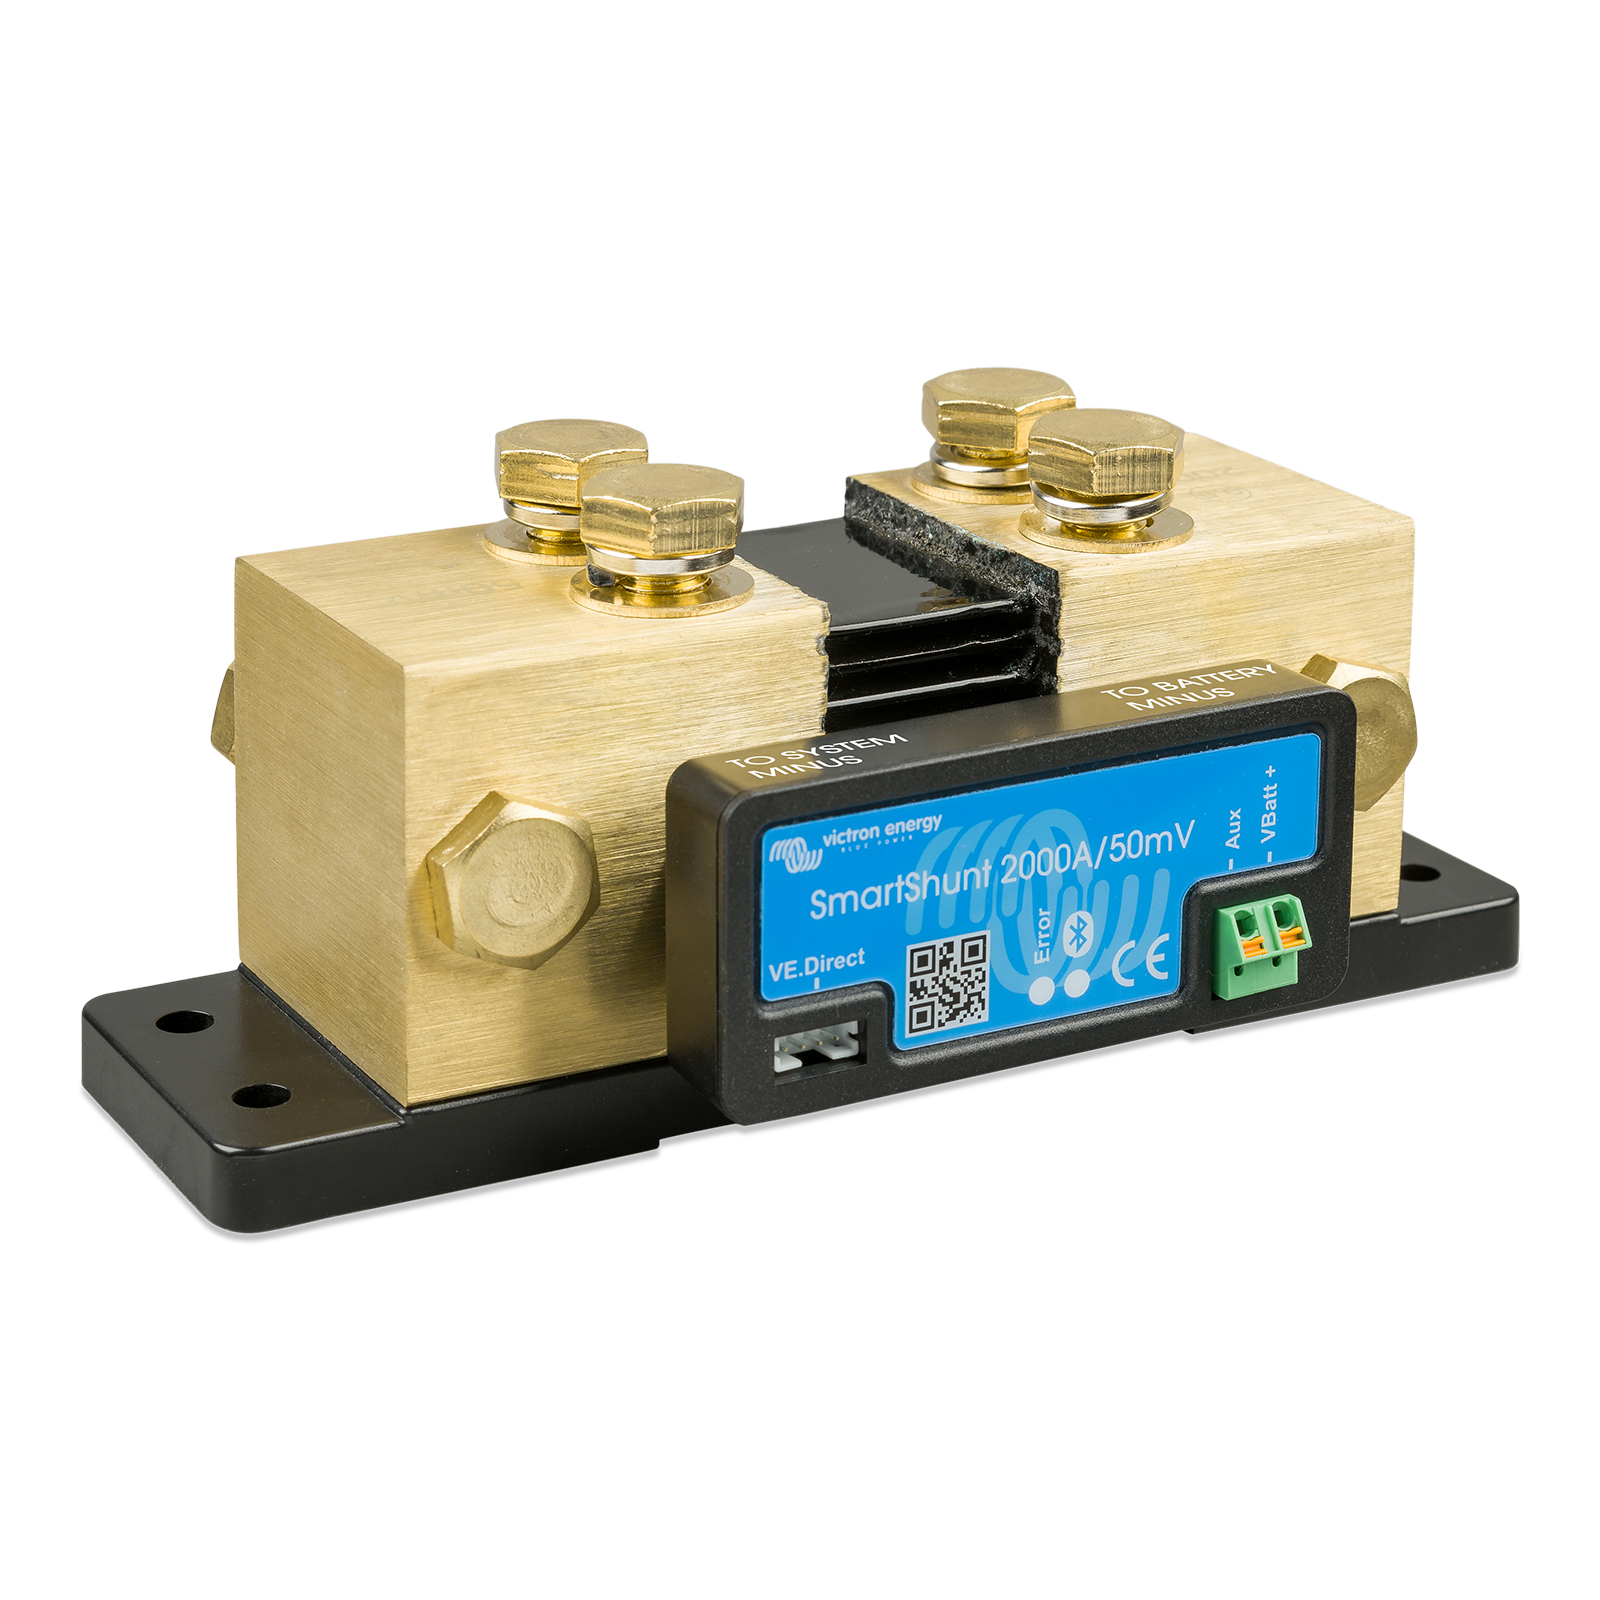 TO SYSTEM
MINUS
TO BATTERY
MINUS
victron energy
BLUE POWER
SmartShunt 2000A/50mV
VE.Direct
Error
Aux
VBatt +
CE